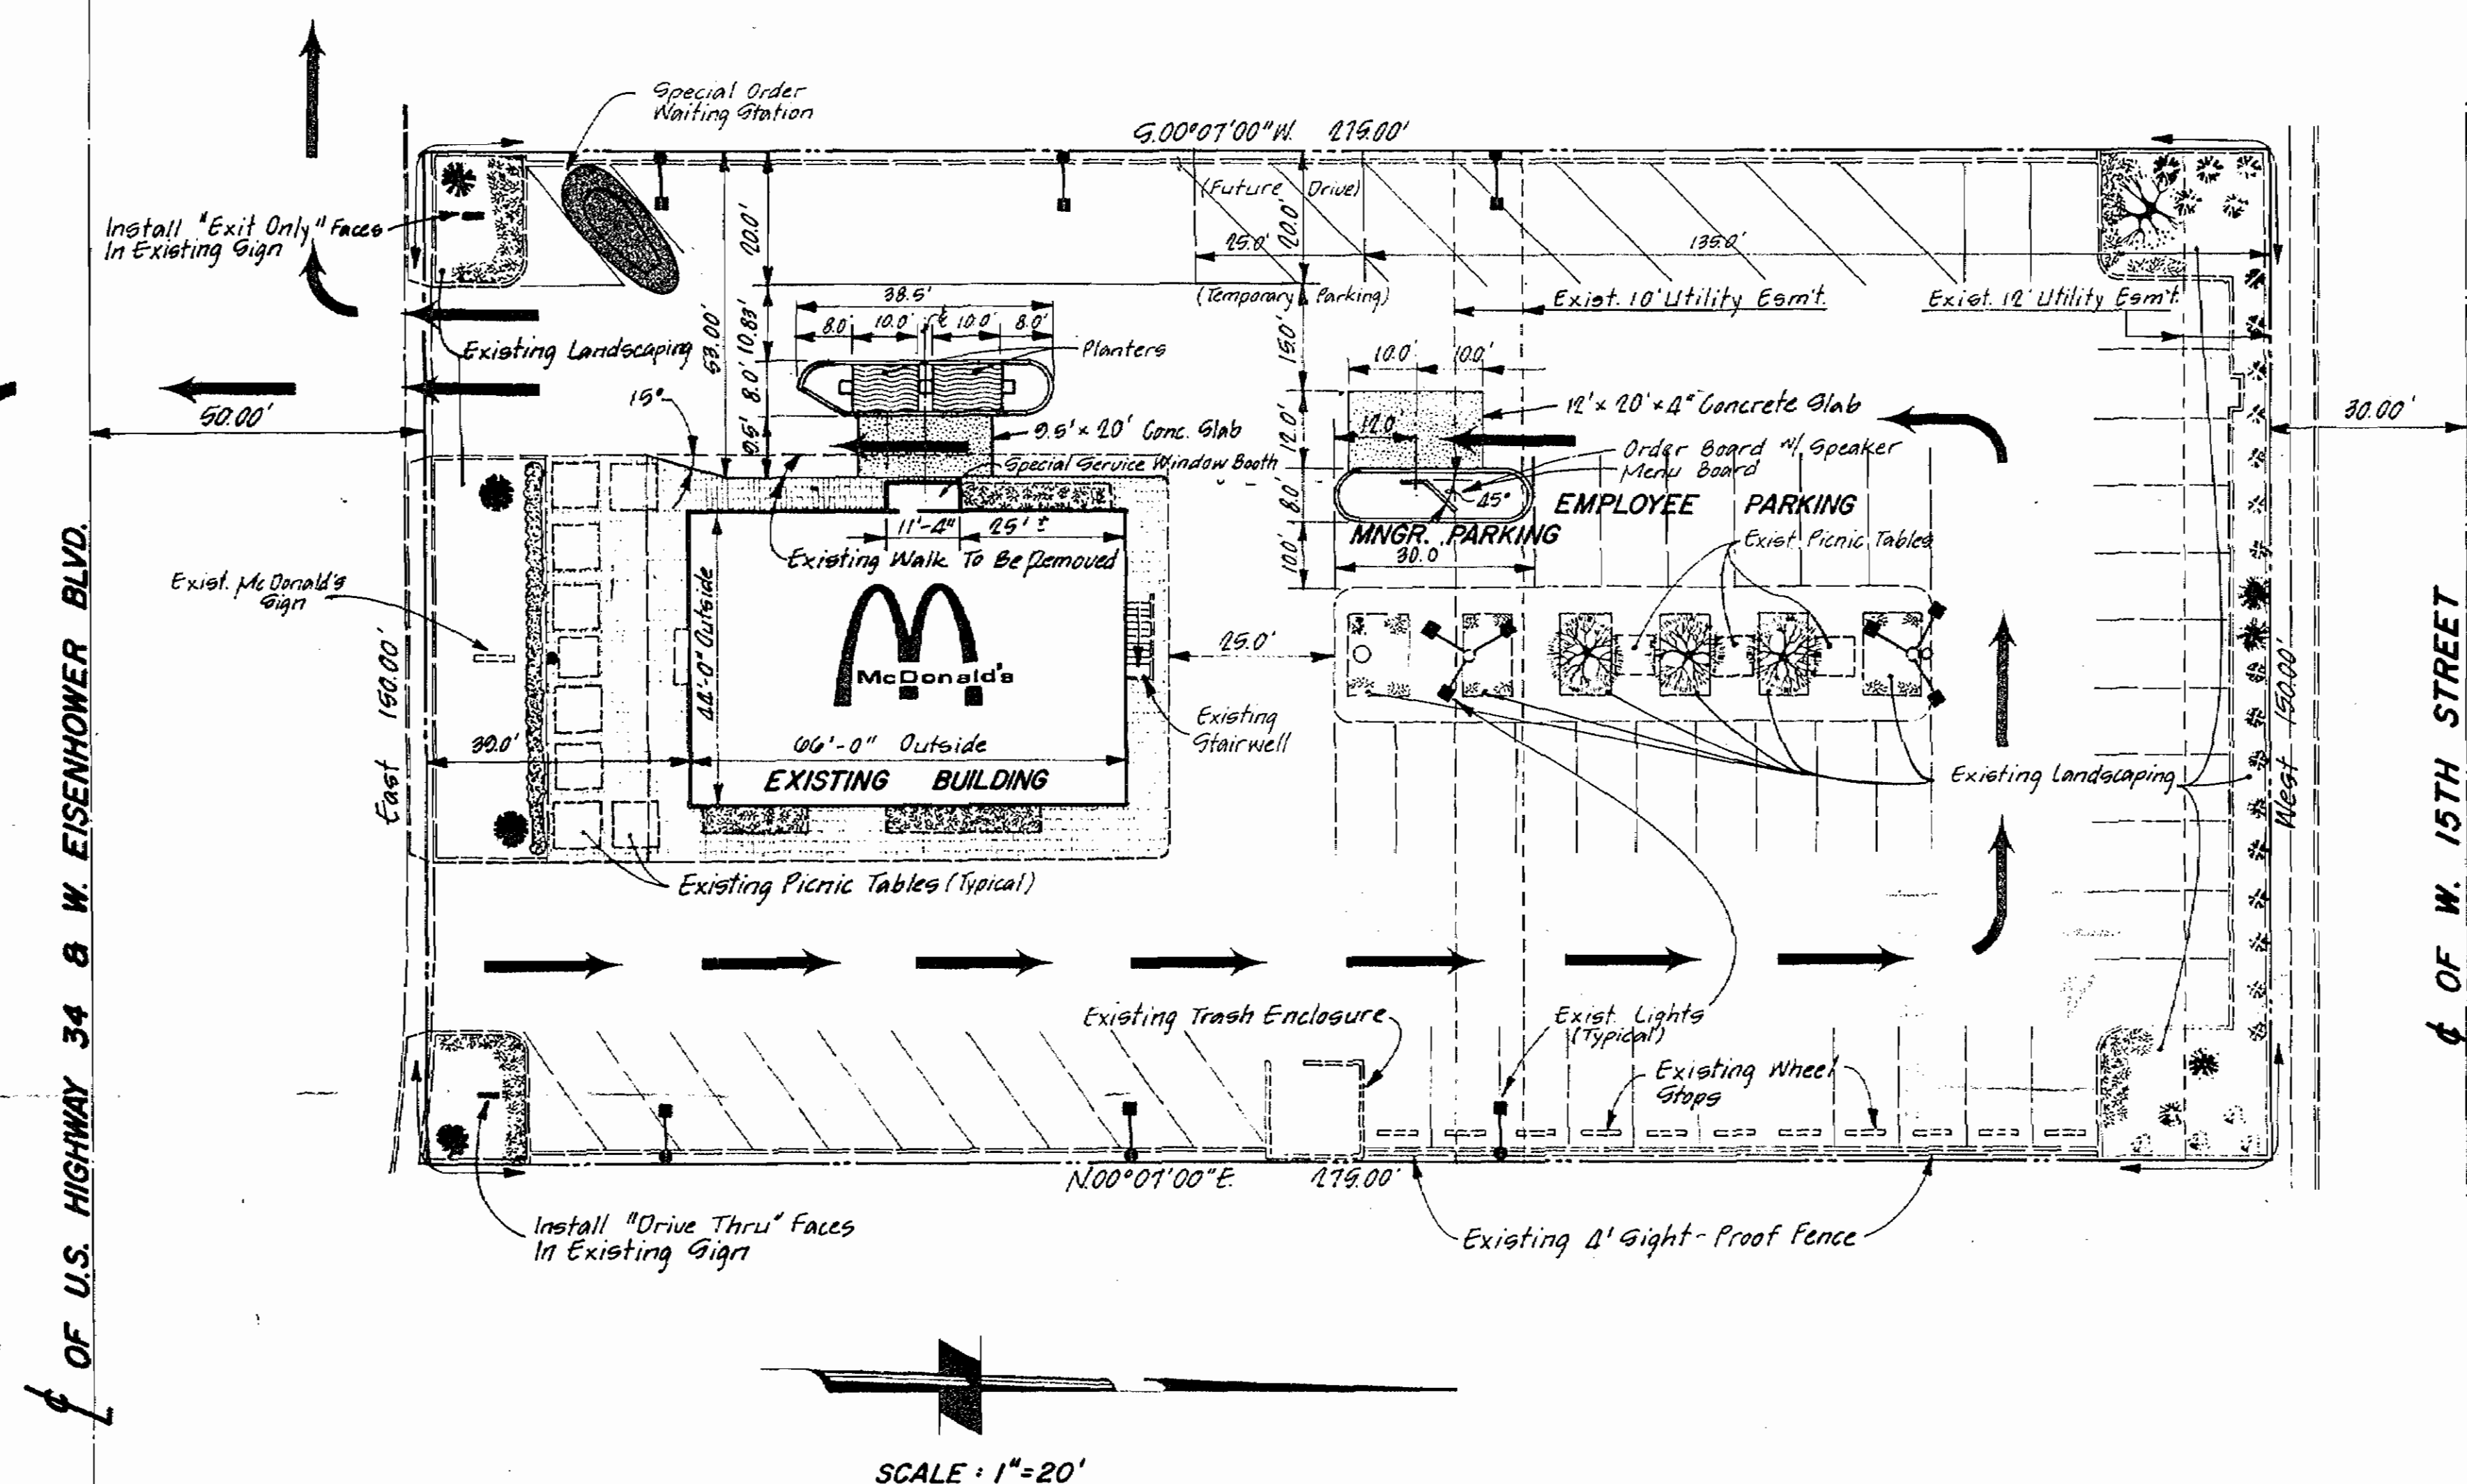 Special Order
Waiting Station
S.00°07'00"W. 275.00'
Install "Exit Only" Faces
In Existing Sign
(Future Drive)
20.0'
25.0'
20.0'
135.0'
(Temporary Parking)
Exist. 10' Utility Esm't.
Exist. 12' Utility Esm't.
38.5'
8.0'
10.0'
℄
10.0'
8.0'
53.00'
10.83'
Existing Landscaping
Planters
15.0'
10.0'
10.0'
50.00'
15°
8.0'
12'x 20'x 4" Concrete Slab
30.00'
9.5'
9.5'x 20' Conc. Slab
12.0'
12.0'
Order Board w/ Speaker
Menu Board
Special Service Window Booth
45°
8.0'
EMPLOYEE PARKING
11'-4"
25'±
MNGR. PARKING
Exist. Picnic Tables
30.0
10.0'
Existing Walk To Be Removed
Exist. McDonald's
Sign
44'-0" Outside
McDonald's
25.0'
Existing
Stairwell
39.0'
66'-0" Outside
EXISTING BUILDING
Existing Landscaping
East 150.00'
West 150.00'
℄ OF U.S. HIGHWAY 34 & W. EISENHOWER BLVD.
℄ OF W. 15TH STREET
Existing Picnic Tables (Typical)
Existing Trash Enclosure
Exist. Lights
(Typical)
Existing Wheel
Stops
N.00°07'00"E. 275.00'
Install "Drive Thru" Faces
In Existing Sign
Existing 4' Sight-Proof Fence
SCALE : 1"=20'